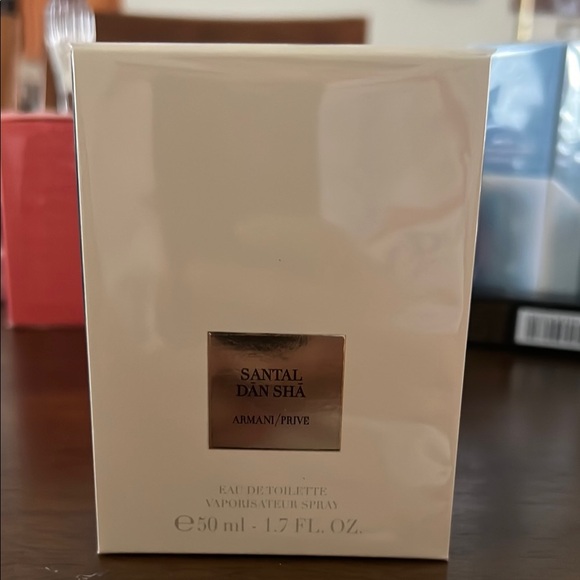 SANTAL
DĀN SHĀ
ARMANI/PRIVE
EAU DE TOILETTE
VAPORISATEUR SPRAY
℮50 ml - 1.7 FL. OZ.